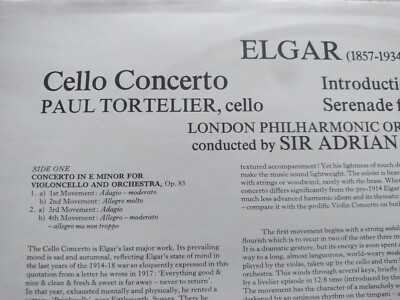 ELGAR (1857-1934
Cello Concerto
PAUL TORTELIER, cello
Introducti
Serenade f
LONDON PHILHARMONIC OR
conducted by SIR ADRIAN
SIDE ONE
CONCERTO IN E MINOR FOR
VIOLONCELLO AND ORCHESTRA, Op. 85
1. a) 1st Movement: Adagio – moderato
b) 2nd Movement: Allegro molto
2. a) 3rd Movement: Adagio
b) 4th Movement: Allegro – moderato
– allegro ma non troppo
The Cello Concerto is Elgar's last major work. Its prevailing
mood is sad and autumnal, reflecting Elgar's state of mind in
the last years of the 1914-18 war so eloquently expressed in this
quotation from a letter he wrote in 1917: 'Everything good &
nice & clean & fresh & sweet is far away – never to return'.
In that year, exhausted mentally and physically, he rented a
textured accompaniment! Yet his lightness of touch d
make the music sound lightweight. The soloist is hear
with strings or woodwind, rarely with the brass. When
concerto differs significantly from the pre-1914 Elgar
much less advanced harmonic idiom and its thematic
– compare it with the prolific Violin Concerto on both
The first movement begins with a strong solo
flourish which is to recur in two of the other three m
It is a dramatic gesture, but its energy is soon spent
way to a long, almost languorous, world-weary
played by the violas, taken up by the cello and then
orchestra. This winds through several keys, briefly
by a livelier episode in 12/8 time (introduced by the
movement has a
darkened by an ominous rhythm on the timpani